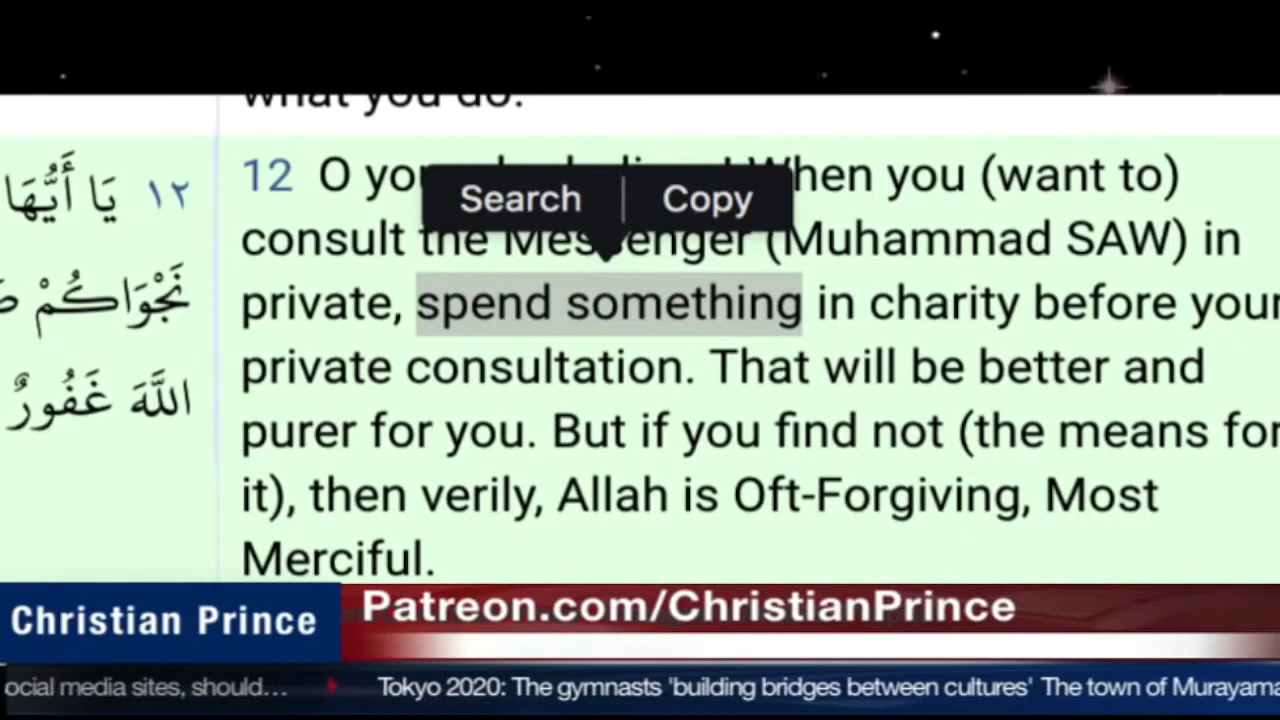 what you do.
12 O you When you (want to)
Search Copy
consult the Messenger (Muhammad SAW) in
private, spend something in charity before your
private consultation. That will be better and
purer for you. But if you find not (the means for
it), then verily, Allah is Oft-Forgiving, Most
Merciful.
١٢ يَا أَيُّهَا
نَجْوَاكُمْ
اللَّهَ غَفُورٌ
Christian Prince
Patreon.com/ChristianPrince
ocial media sites, should... Tokyo 2020: The gymnasts 'building bridges between cultures' The town of Murayama